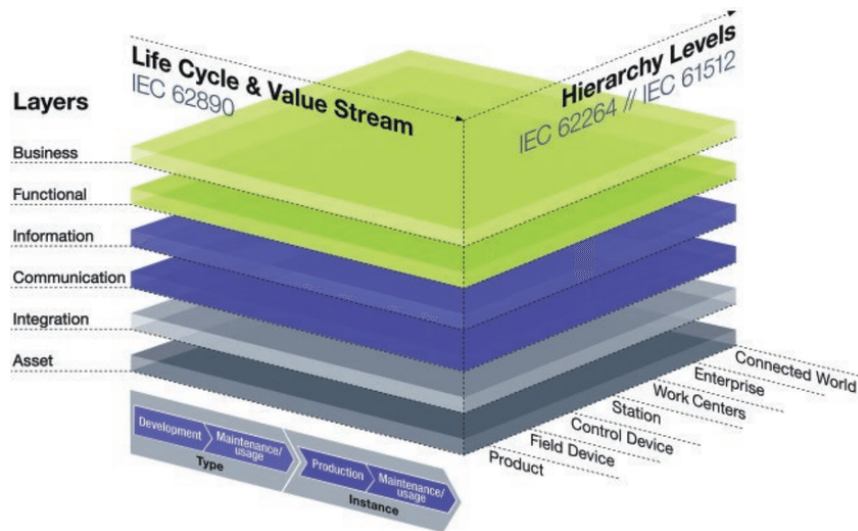 Life Cycle & Value Stream
IEC 62890
Hierarchy Levels
IEC 62264 // IEC 61512
Layers
Business
Functional
Information
Communication
Integration
Asset
Development
Maintenance/
usage
Type
Production
Maintenance/
usage
Instance
Connected World
Enterprise
Work Centers
Station
Control Device
Field Device
Product